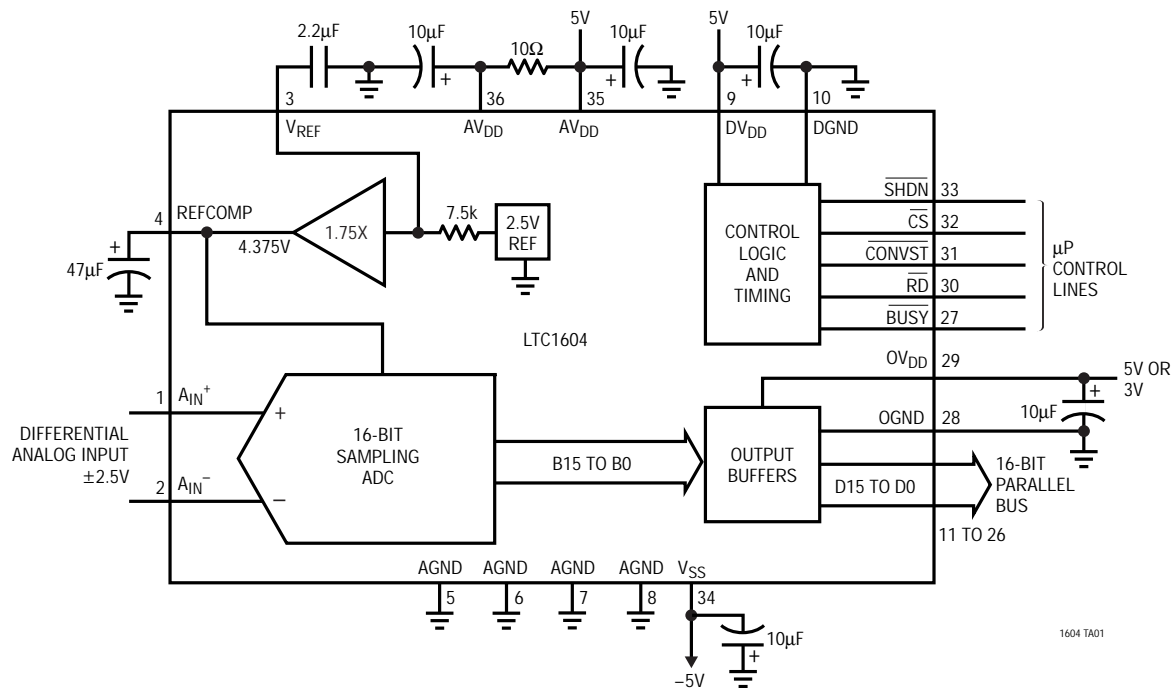 2.2µF
10µF
10Ω
5V
10µF
5V
10µF
3
36
35
9
10
VREF
AVDD
AVDD
DVDD
DGND
4
REFCOMP
4.375V
1.75X
7.5k
2.5V
REF
47µF
+
+
+
+
CONTROL
LOGIC
AND
TIMING
SHDN 33
CS 32
CONVST 31
RD 30
BUSY 27
µP
CONTROL
LINES
LTC1604
OVDD 29
5V OR
3V
+
10µF
OGND 28
1 AIN+
+
DIFFERENTIAL
ANALOG INPUT
±2.5V
2 AIN−
−
16-BIT
SAMPLING
ADC
B15 TO B0
OUTPUT
BUFFERS
D15 TO D0
16-BIT
PARALLEL
BUS
11 TO 26
AGND
AGND
AGND
AGND
VSS
5
6
7
8
34
10µF
+
−5V
1604 TA01